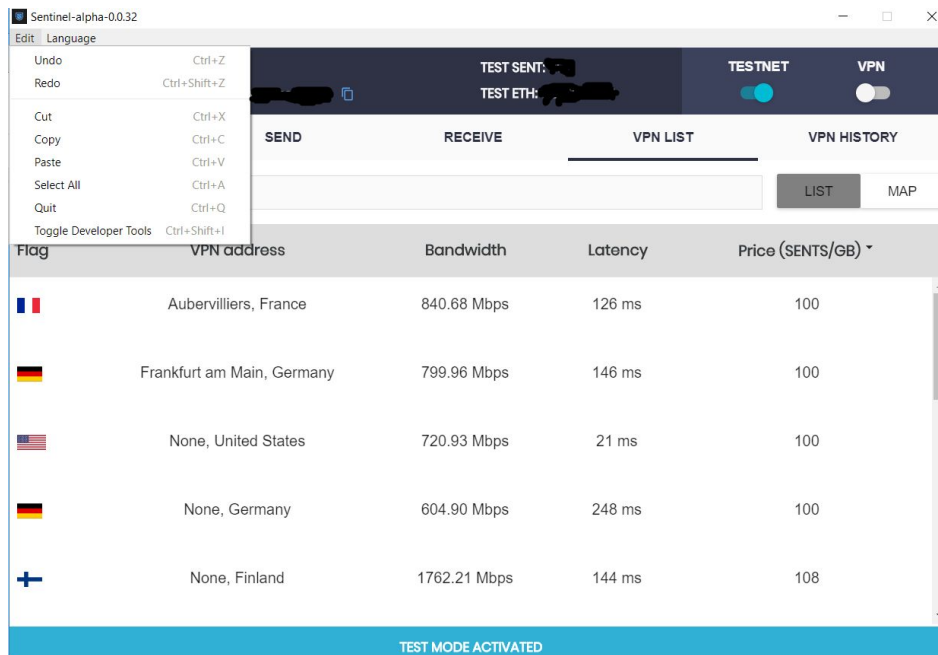 Sentinel-alpha-0.0.32
Edit Language
Undo Ctrl+Z
Redo Ctrl+Shift+Z
Cut Ctrl+X
Copy Ctrl+C
Paste Ctrl+V
Select All Ctrl+A
Quit Ctrl+Q
Toggle Developer Tools Ctrl+Shift+I
TEST SENT:
TEST ETH:
TESTNET VPN
SEND RECEIVE VPN LIST VPN HISTORY
LIST MAP
Flag VPN address Bandwidth Latency Price (SENTS/GB)
Aubervilliers, France 840.68 Mbps 126 ms 100
Frankfurt am Main, Germany 799.96 Mbps 146 ms 100
None, United States 720.93 Mbps 21 ms 100
None, Germany 604.90 Mbps 248 ms 100
None, Finland 1762.21 Mbps 144 ms 108
TEST MODE ACTIVATED